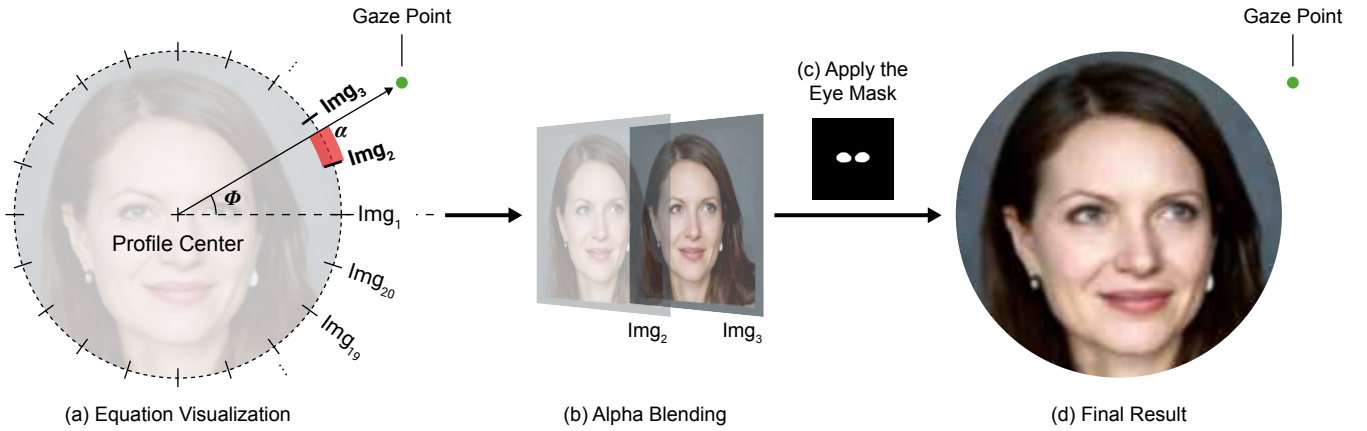 Gaze Point
Img₃
α
Img₂
Φ
Img₁
Profile Center
Img₂₀
Img₁₉
(a) Equation Visualization
Img₂
Img₃
(b) Alpha Blending
(c) Apply the
Eye Mask
Gaze Point
(d) Final Result